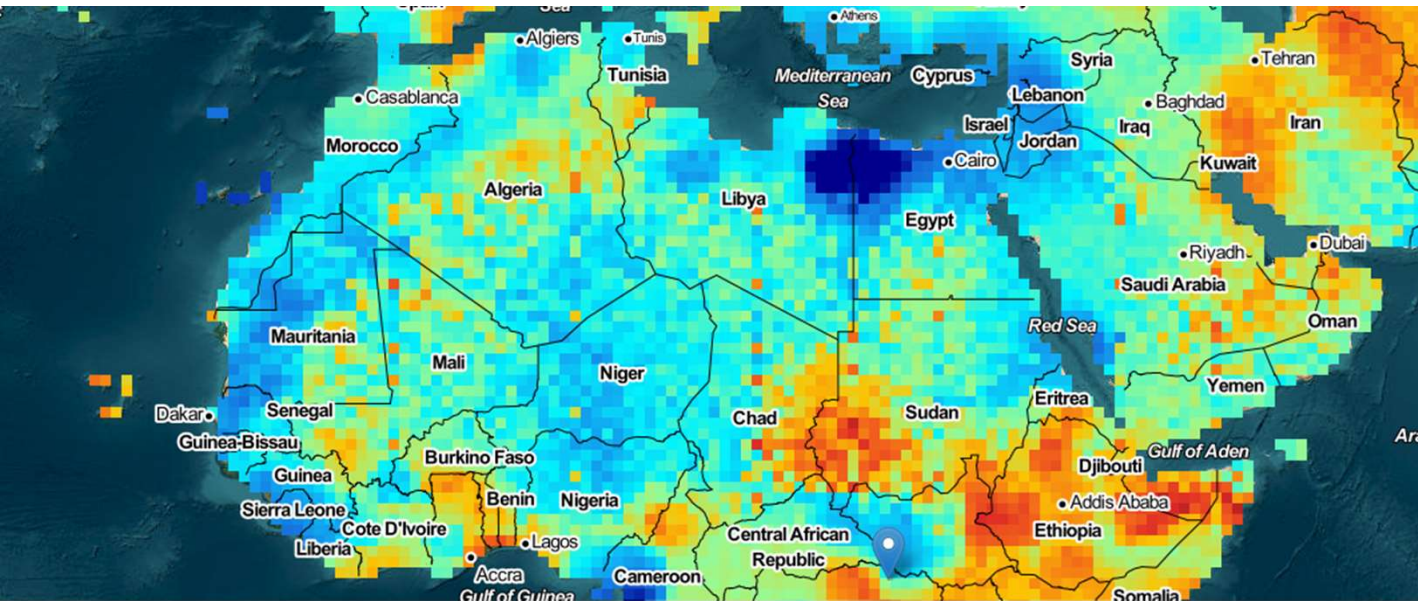 Sea
Athens
Algiers
Tunis
Tunisia
Mediterranean
Sea
Cyprus
Syria
Tehran
Casablanca
Lebanon
Baghdad
Israel
Iraq
Iran
Morocco
Jordan
Cairo
Kuwait
Algeria
Libya
Egypt
Riyadh
Dubai
Saudi Arabia
Mauritania
Red Sea
Oman
Mali
Niger
Yemen
Dakar
Senegal
Chad
Sudan
Eritrea
Guinea-Bissau
Burkino Faso
Gulf of Aden
Guinea
Djibouti
Benin
Nigeria
Addis Ababa
Sierra Leone
Cote D'Ivoire
Central African
Republic
Ethiopia
Liberia
Lagos
Accra
Cameroon
Gulf of Guinea
Somalia